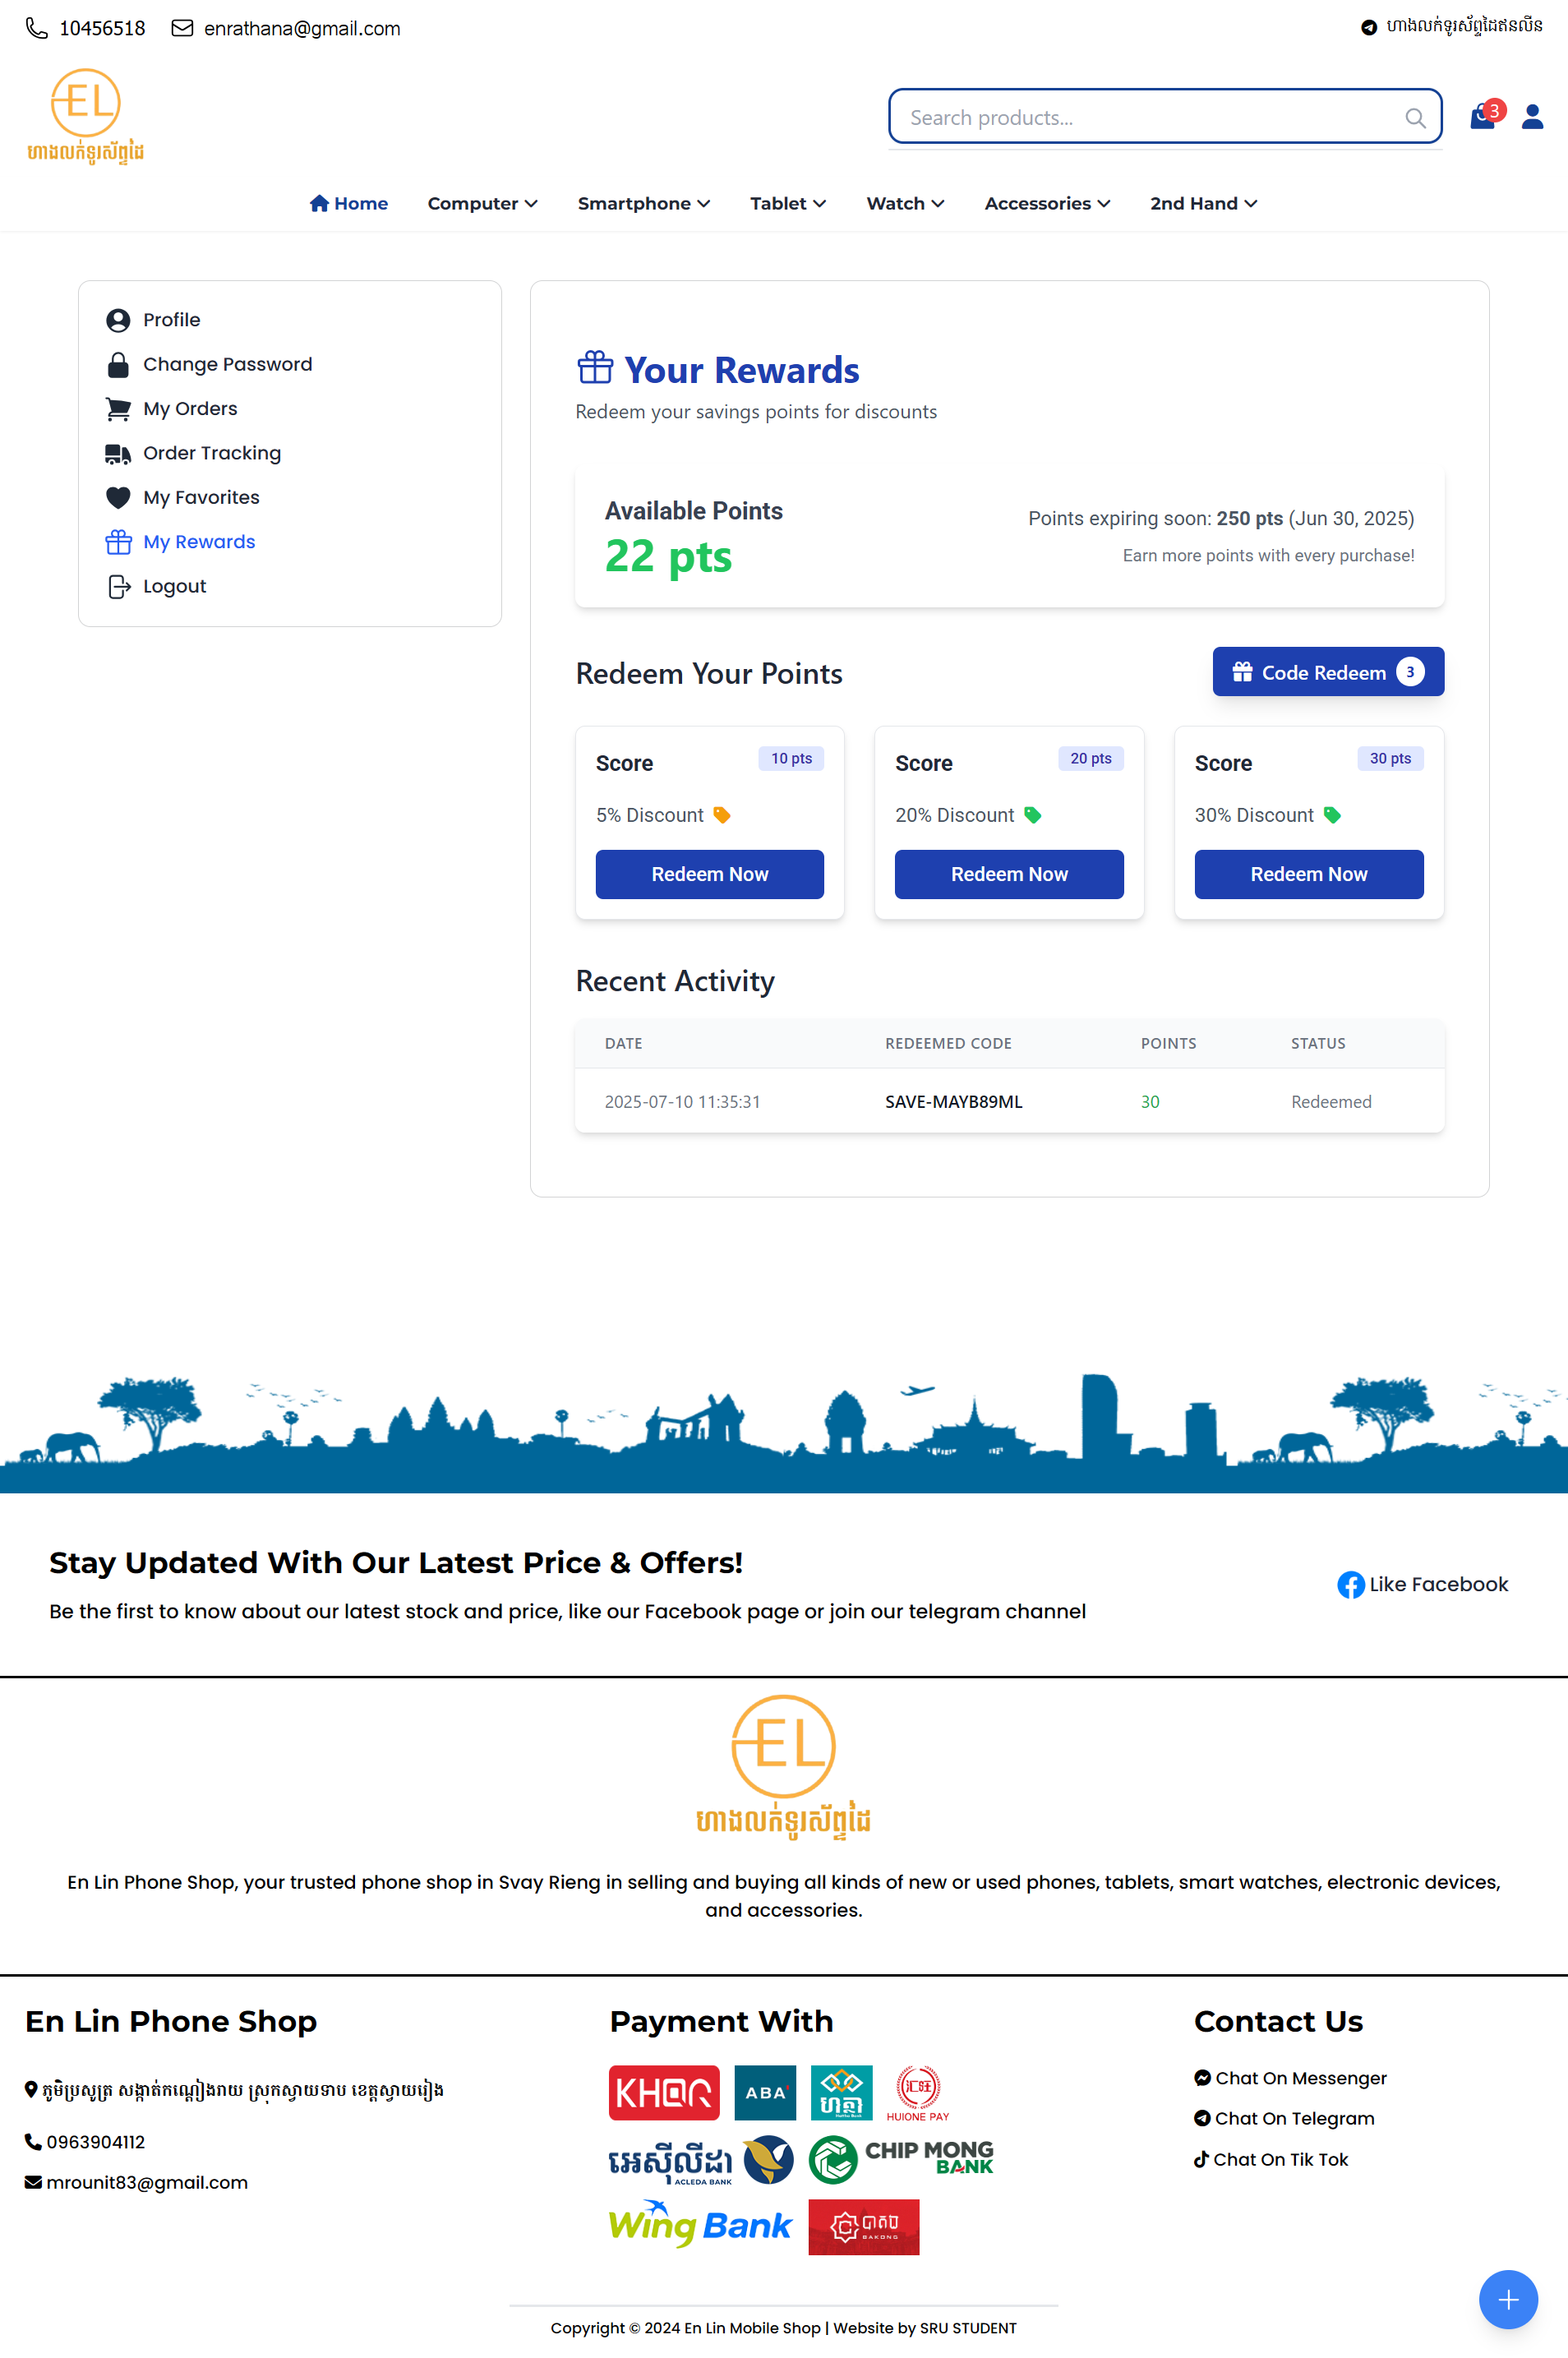 10456518 enrathana@gmail.com ហាងលក់ទូរស័ព្ទដៃឥនលីន
EL
ហាងលក់ទូរស័ព្ទដៃ
Search products...
3
Home Computer Smartphone Tablet Watch Accessories 2nd Hand
Profile
Change Password
My Orders
Order Tracking
My Favorites
My Rewards
Logout
Your Rewards
Redeem your savings points for discounts
Available Points
22 pts
Points expiring soon: 250 pts (Jun 30, 2025)
Earn more points with every purchase!
Redeem Your Points
Code Redeem 3
Score 10 pts
5% Discount
Redeem Now
Score 20 pts
20% Discount
Redeem Now
Score 30 pts
30% Discount
Redeem Now
Recent Activity
DATE REDEEMED CODE POINTS STATUS
2025-07-10 11:35:31 SAVE-MAYB89ML 30 Redeemed
Stay Updated With Our Latest Price & Offers!
Be the first to know about our latest stock and price, like our Facebook page or join our telegram channel
Like Facebook
EL
ហាងលក់ទូរស័ព្ទដៃ
En Lin Phone Shop, your trusted phone shop in Svay Rieng in selling and buying all kinds of new or used phones, tablets, smart watches, electronic devices,
and accessories.
En Lin Phone Shop
ភូមិប្រសូត្រ សង្កាត់កណ្តៀងរាយ ស្រុកស្វាយទាប ខេត្តស្វាយរៀង
0963904112
mrounit83@gmail.com
Payment With
KHQR ABA ហត្ថា 汇旺
HUIONE PAY
អេស៊ីលីដា
ACLEDA BANK
CHIP MONG
BANK
Wing Bank
បាគង
BAKONG
Contact Us
Chat On Messenger
Chat On Telegram
Chat On Tik Tok
Copyright © 2024 En Lin Mobile Shop | Website by SRU STUDENT